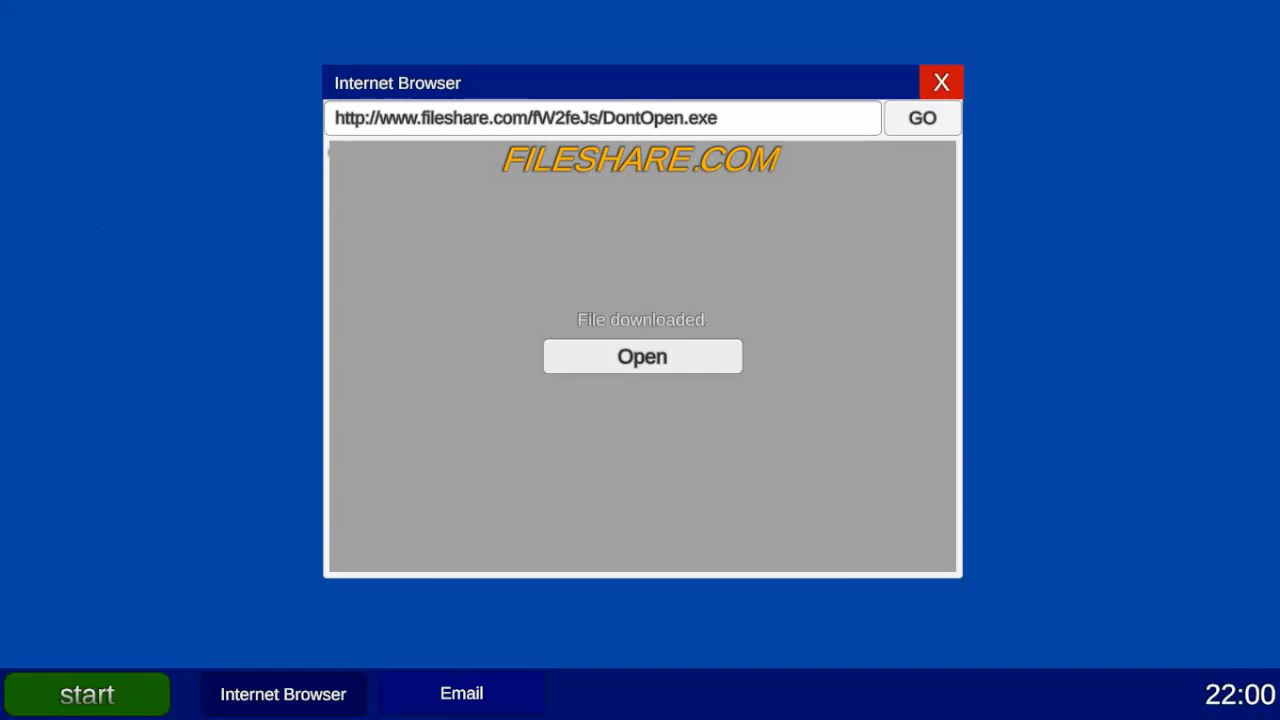 Internet Browser
X
http://www.fileshare.com/fW2feJs/DontOpen.exe
GO
FILESHARE.COM
File downloaded.
Open
start
Internet Browser
Email
22:00